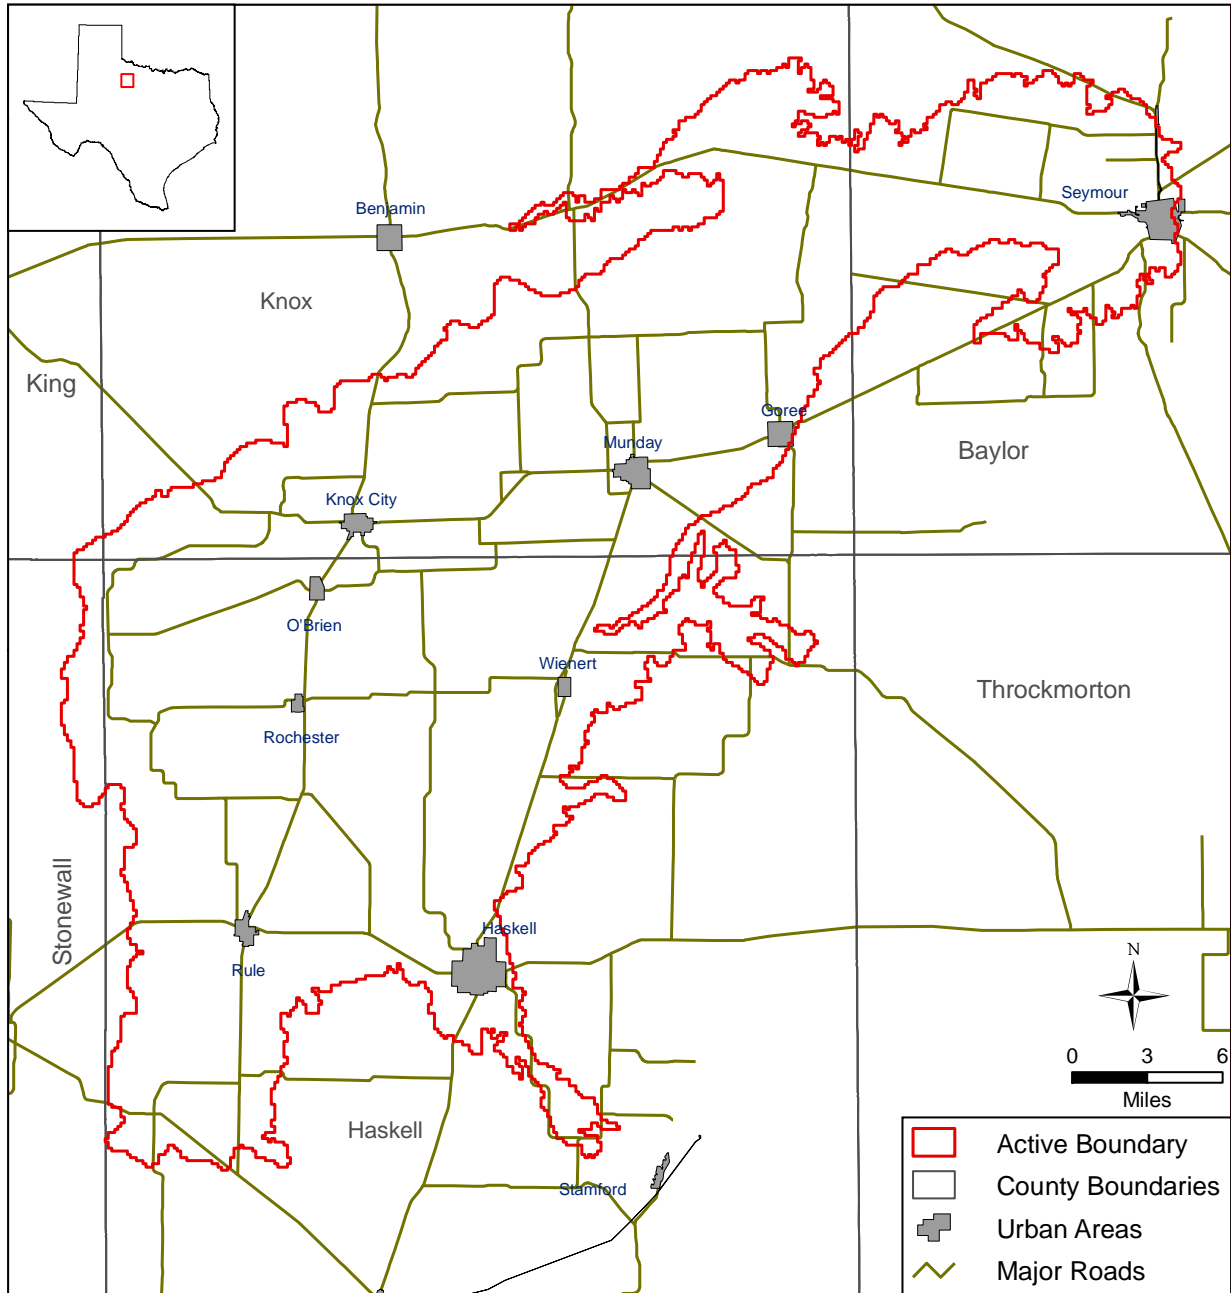 Benjamin
Seymour
Knox
King
Goree
Munday
Baylor
Knox City
O'Brien
Wienert
Throckmorton
Rochester
Stonewall
Haskell
Rule
N
0 3 6
Miles
Haskell
Stamford
Active Boundary
County Boundaries
Urban Areas
Major Roads